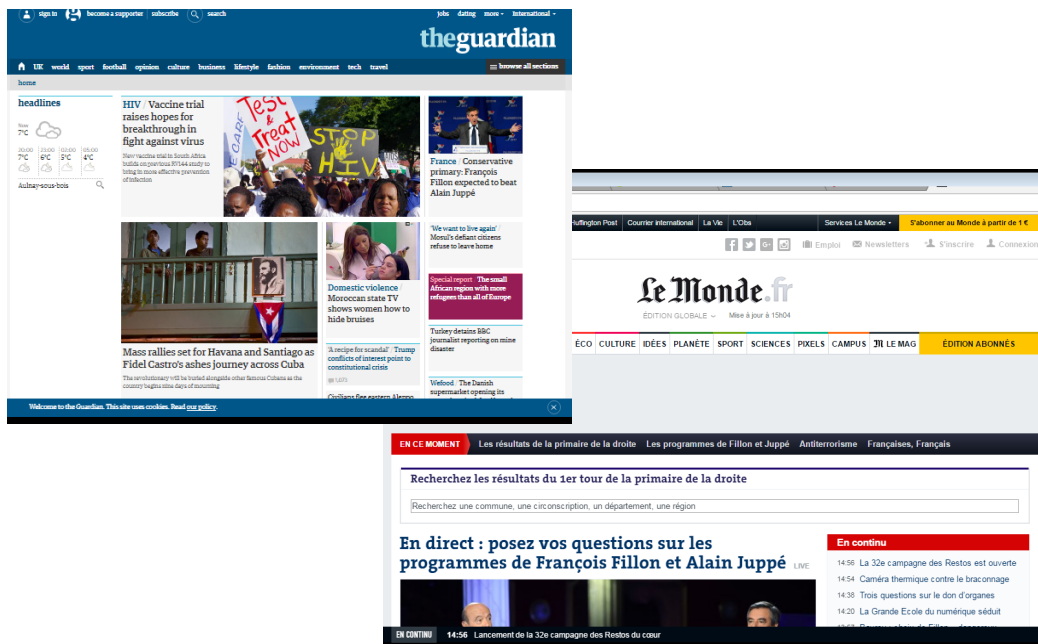 sign in become a supporter subscribe search jobs dating more International
theguardian
UK world sport football opinion culture business lifestyle fashion environment tech travel browse all sections
home
headlines
Now
7°C
20:00 21:00 02:00 05:00
7°C 6°C 5°C 4°C
Aulnay-sous-bois
HIV / Vaccine trial
raises hopes for
breakthrough in
fight against virus
New vaccine trial in South Africa
builds on previous RV144 study to
bring in more effective prevention
of infection
TEST &
Treat
NOW
STOP
HIV
E CARE
France / Conservative
primary: François
Fillon expected to beat
Alain Juppé
Mass rallies set for Havana and Santiago as
Fidel Castro's ashes journey across Cuba
The revolutionary will be buried alongside other famous Cubans as the
country begins nine days of mourning
Domestic violence /
Moroccan state TV
shows women how to
hide bruises
'A recipe for scandal' / Trump
conflicts of interest point to
constitutional crisis
1,673
Civilians flee eastern Aleppo
'We want to live again' /
Mosul's defiant citizens
refuse to leave home
Special report / The small
African region with more
refugees than all of Europe
Turkey detains BBC
journalist reporting on mine
disaster
Wefood / The Danish
supermarket opening its
Welcome to the Guardian. This site uses cookies. Read our policy.
Huffington Post Courrier international La Vie L'Obs Services Le Monde S'abonner au Monde à partir de 1 €
Emploi Newsletters S'inscrire Connexion
Le Monde.fr
ÉDITION GLOBALE Mise à jour à 15h04
ÉCO CULTURE IDÉES PLANÈTE SPORT SCIENCES PIXELS CAMPUS M LE MAG ÉDITION ABONNÉS
EN CE MOMENT Les résultats de la primaire de la droite Les programmes de Fillon et Juppé Antiterrorisme Françaises, Français
Recherchez les résultats du 1er tour de la primaire de la droite
Recherchez une commune, une circonscription, un département, une région
En direct : posez vos questions sur les
programmes de François Fillon et Alain Juppé LIVE
En continu
14:56 La 32e campagne des Restos est ouverte
14:54 Caméra thermique contre le braconnage
14:38 Trois questions sur le don d'organes
14:20 La Grande Ecole du numérique séduit
EN CONTINU 14:56 Lancement de la 32e campagne des Restos du cœur